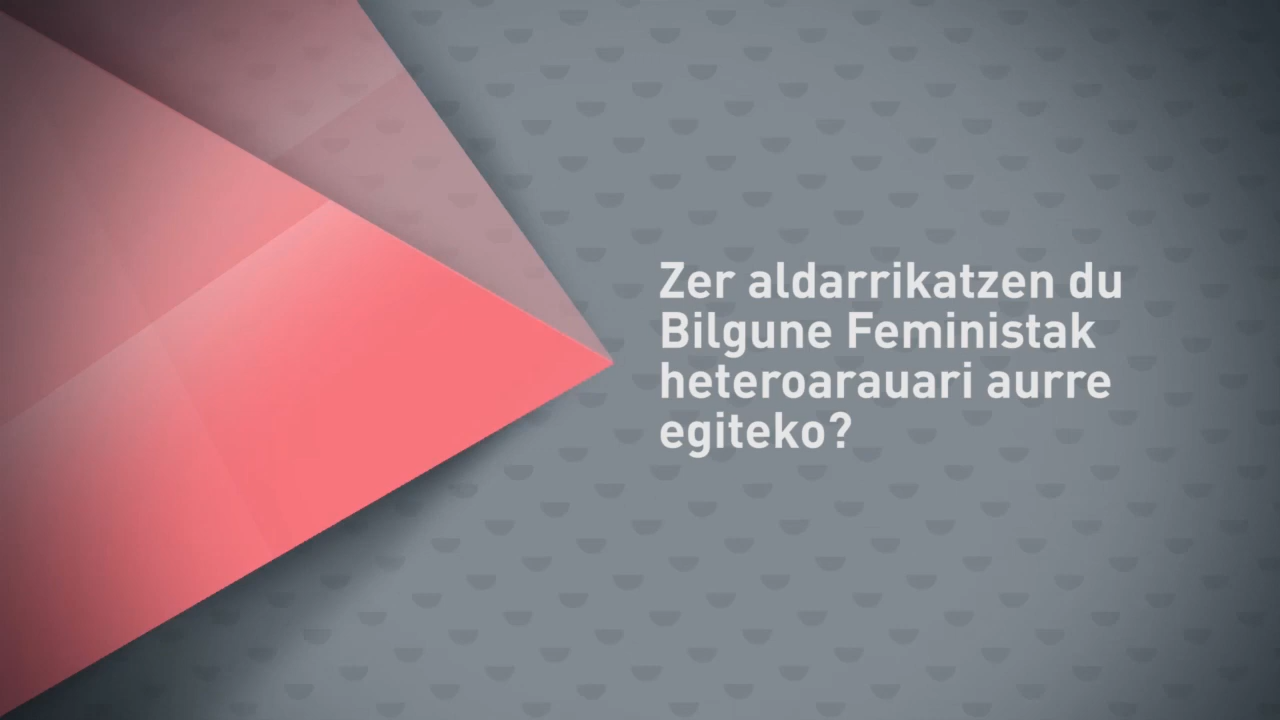 Zer aldarrikatzen du
Bilgune Feministak
heteroarauari aurre
egiteko?